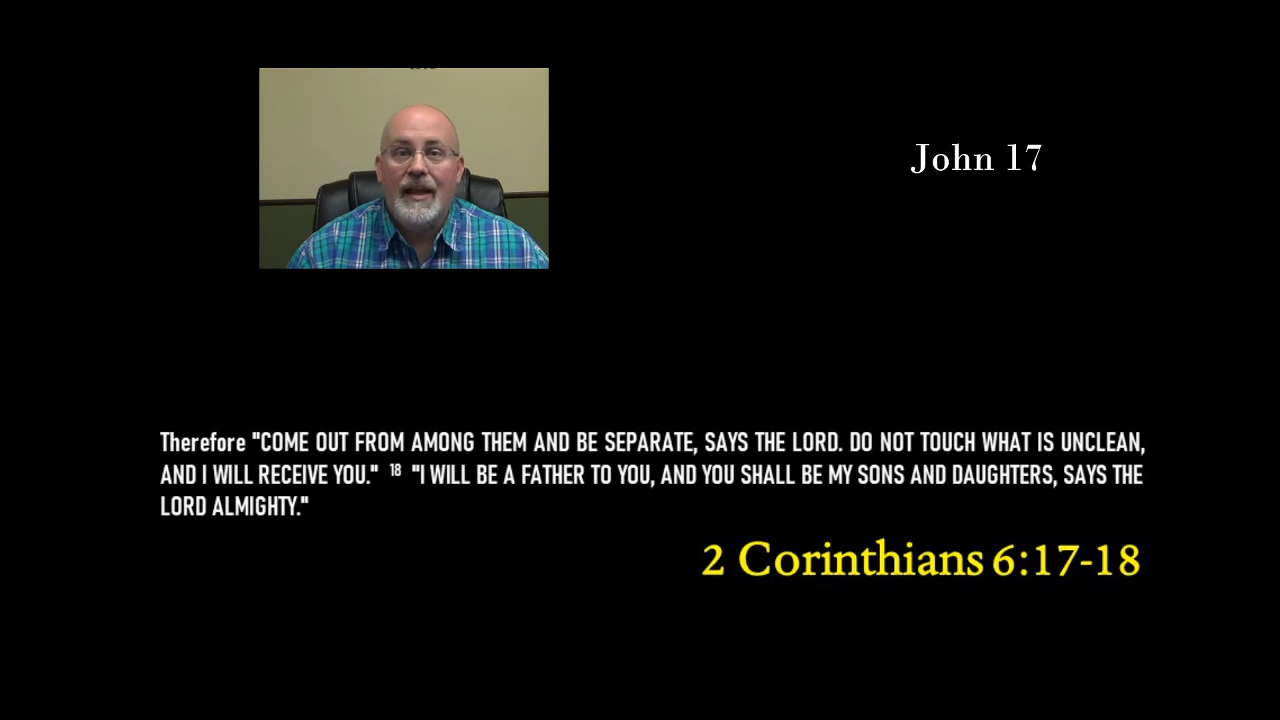 John 17
Therefore "COME OUT FROM AMONG THEM AND BE SEPARATE, SAYS THE LORD. DO NOT TOUCH WHAT IS UNCLEAN,
AND I WILL RECEIVE YOU." 18 "I WILL BE A FATHER TO YOU, AND YOU SHALL BE MY SONS AND DAUGHTERS, SAYS THE
LORD ALMIGHTY."
2 Corinthians 6:17-18